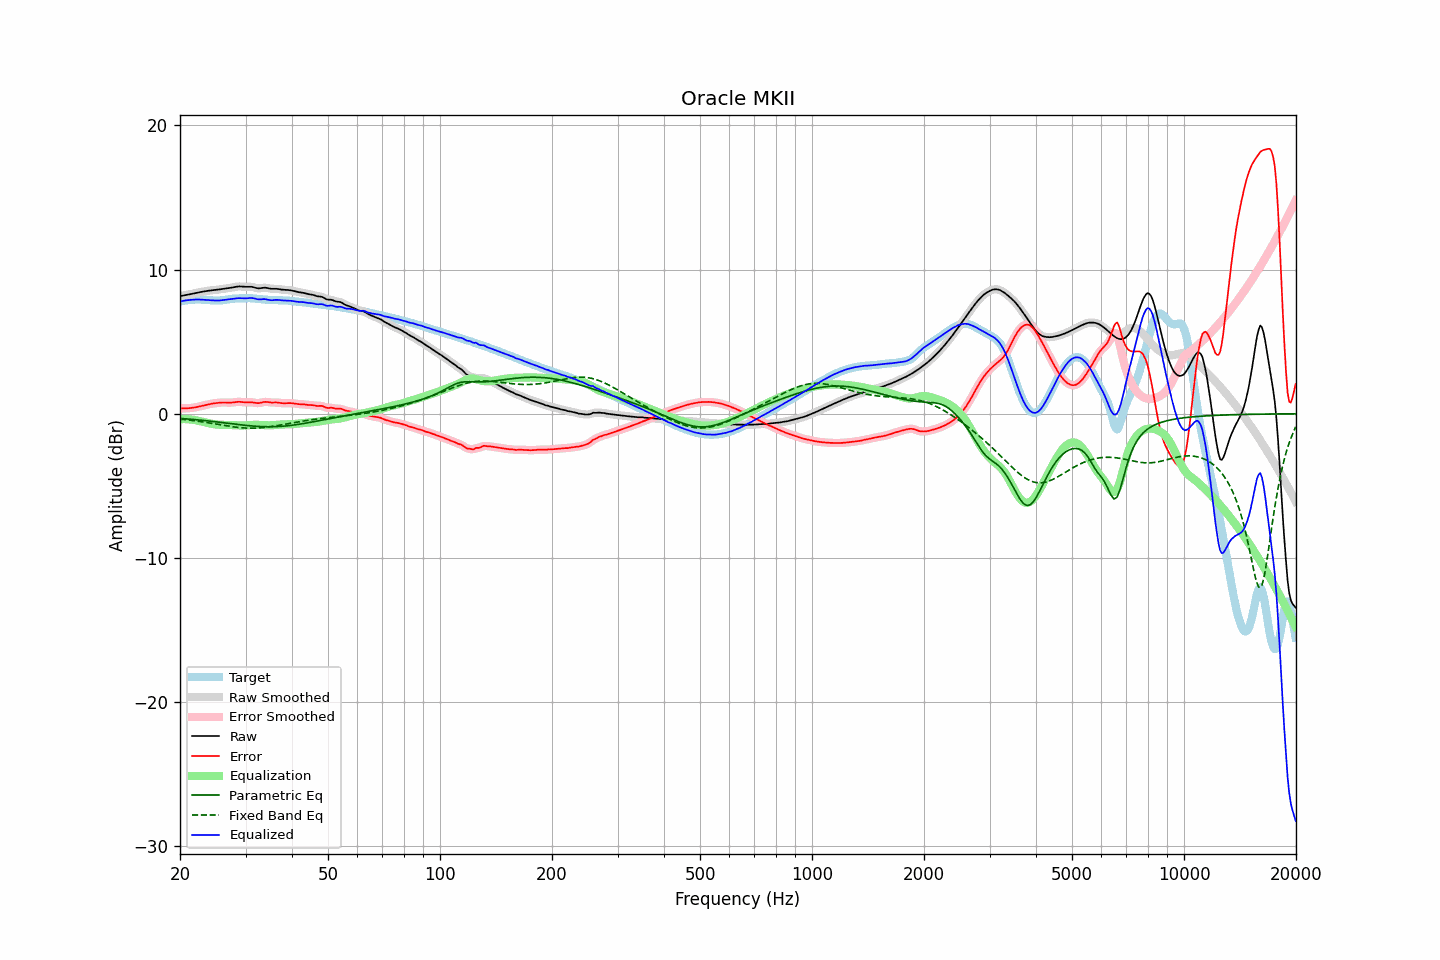 Oracle MKII
20
10
0
−10
−20
−30
Amplitude (dBr)
Target
Raw Smoothed
Error Smoothed
Raw
Error
Equalization
Parametric Eq
Fixed Band Eq
Equalized
20 50 100 200 500 1000 2000 5000 10000 20000
Frequency (Hz)